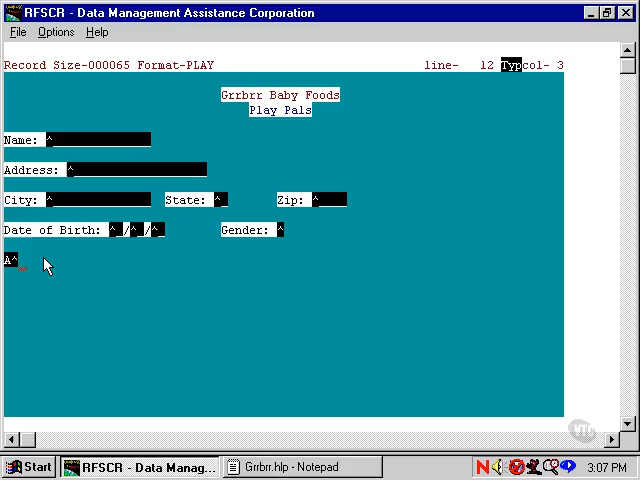 RFSCR - Data Management Assistance Corporation
File Options Help
Record Size-000065 Format-PLAY line- 12 Typcol- 3
Grrbrr Baby Foods
Play Pals
Name: ^
Address: ^
City: ^ State: ^ Zip: ^
Date of Birth: ^ /^ /^ Gender: ^
A^
VTC
Start RFSCR - Data Manag... Grrbrr.hlp - Notepad 3:07 PM